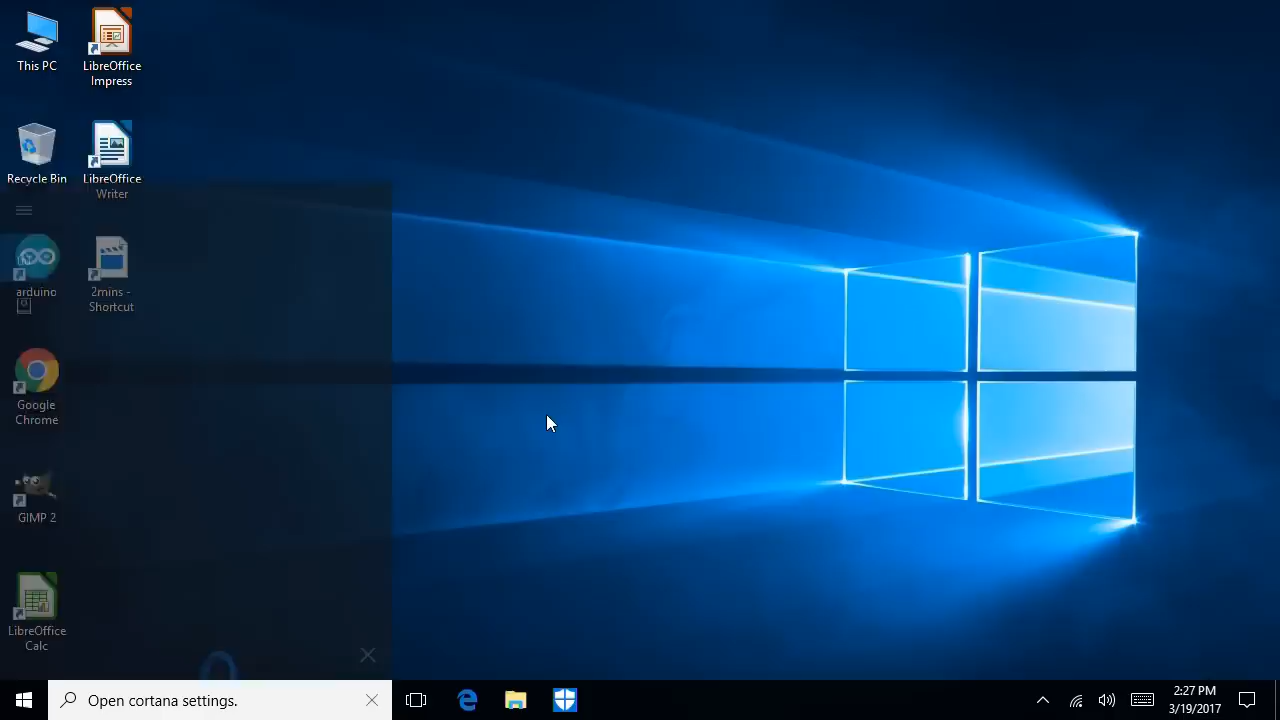 This PC
LibreOffice
Impress
Recycle Bin
LibreOffice
Writer
arduino
2mins -
Shortcut
Google
Chrome
GIMP 2
LibreOffice
Calc
Open cortana settings.
2:27 PM
3/19/2017